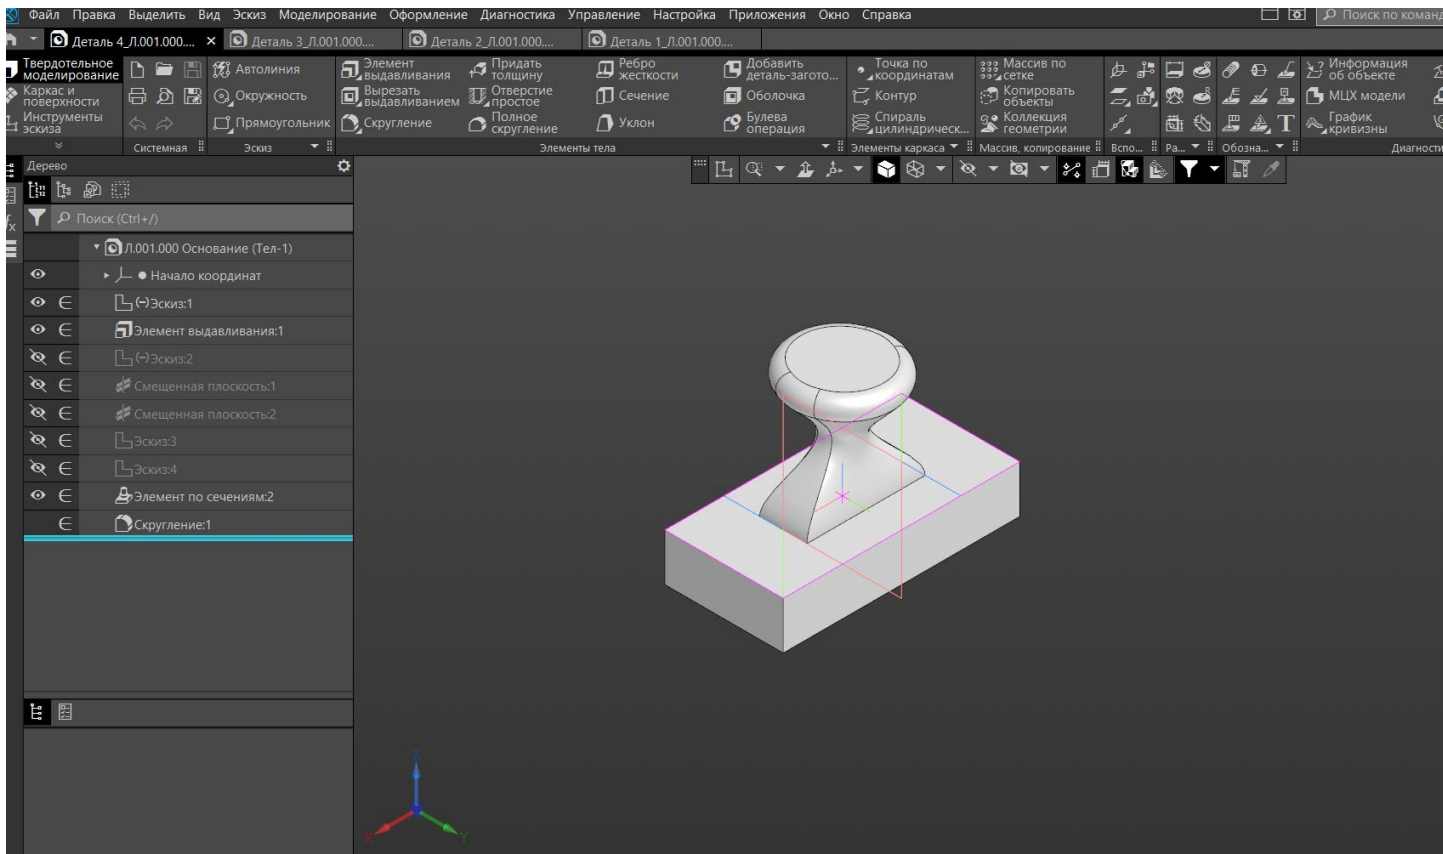 Файл Правка Выделить Вид Эскиз Моделирование Оформление Диагностика Управление Настройка Приложения Окно Справка
Поиск по команд
Деталь 4_Л.001.000.... × Деталь 3_Л.001.000.... Деталь 2_Л.001.000.... Деталь 1_Л.001.000....
Твердотельное
моделирование
Каркас и
поверхности
Инструменты
эскиза
Системная
Автолиния
Окружность
Прямоугольник
Эскиз
Элемент
выдавливания
Вырезать
выдавливанием
Скругление
Придать
толщину
Отверстие
простое
Полное
скругление
Ребро
жесткости
Сечение
Уклон
Добавить
деталь-загото...
Оболочка
Булева
операция
Элементы тела
Точка по
координатам
Контур
Спираль
цилиндрическ...
Элементы каркаса
Массив по
сетке
Копировать
объекты
Коллекция
геометрии
Массив, копирование
Вспо...
Ра...
Обозна...
Информация
об объекте
МЦХ модели
График
кривизны
Диагности
Дерево
Поиск (Ctrl+/)
Л.001.000 Основание (Тел-1)
Начало координат
(-)Эскиз:1
Элемент выдавливания:1
(-)Эскиз:2
Смещенная плоскость:1
Смещенная плоскость:2
Эскиз:3
Эскиз:4
Элемент по сечениям:2
Скругление:1
Z
X
Y